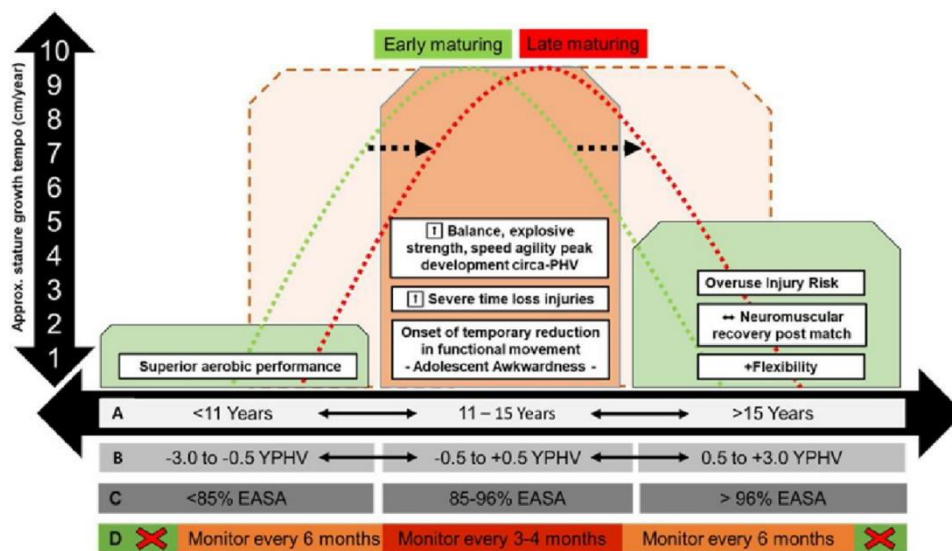 Early maturing
Late maturing
Approx. stature growth tempo (cm/year)
10
9
8
7
6
5
4
3
2
1
Superior aerobic performance
↑ Balance, explosive
strength, speed agility peak
development circa-PHV
↑ Severe time loss injuries
Onset of temporary reduction
in functional movement
- Adolescent Awkwardness -
Overuse Injury Risk
↔ Neuromuscular
recovery post match
+Flexibility
A <11 Years 11 – 15 Years >15 Years
B -3.0 to -0.5 YPHV -0.5 to +0.5 YPHV 0.5 to +3.0 YPHV
C <85% EASA 85-96% EASA > 96% EASA
D Monitor every 6 months Monitor every 3-4 months Monitor every 6 months